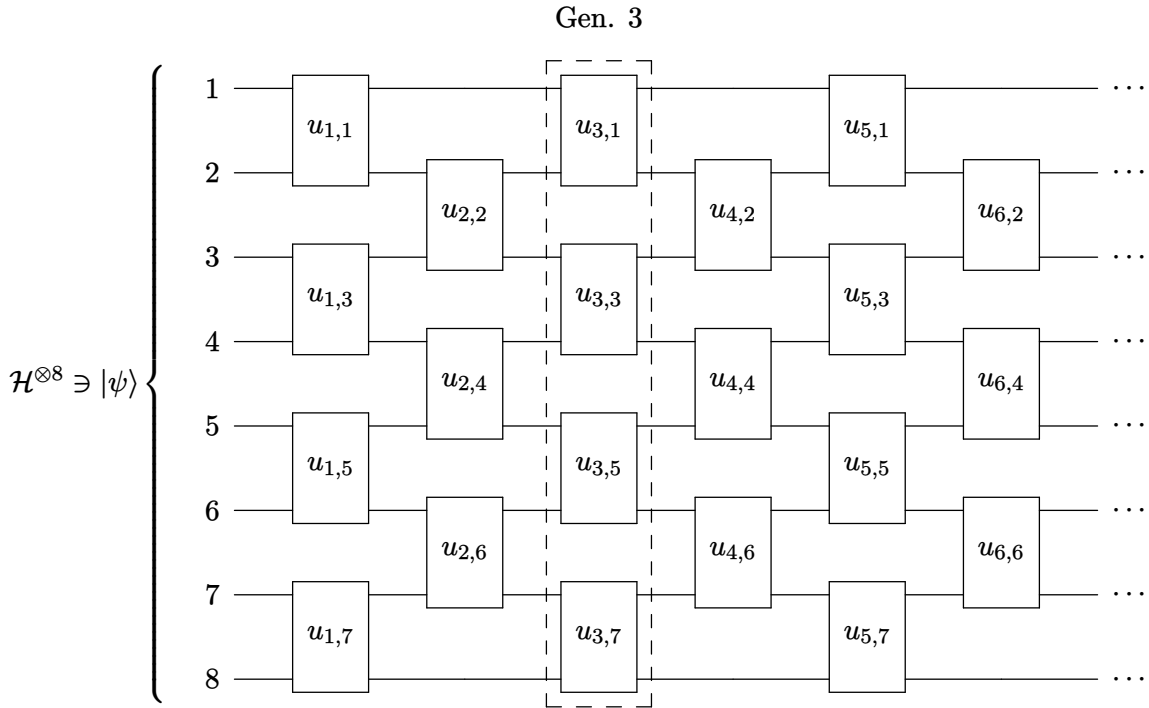 Gen. 3
1 ⋯
u_{1,1} u_{3,1} u_{5,1}
2 ⋯
u_{2,2} u_{4,2} u_{6,2}
3 ⋯
u_{1,3} u_{3,3} u_{5,3}
4 ⋯
ℋ^{⊗8} ∋ |ψ⟩ u_{2,4} u_{4,4} u_{6,4}
5 ⋯
u_{1,5} u_{3,5} u_{5,5}
6 ⋯
u_{2,6} u_{4,6} u_{6,6}
7 ⋯
u_{1,7} u_{3,7} u_{5,7}
8 ⋯